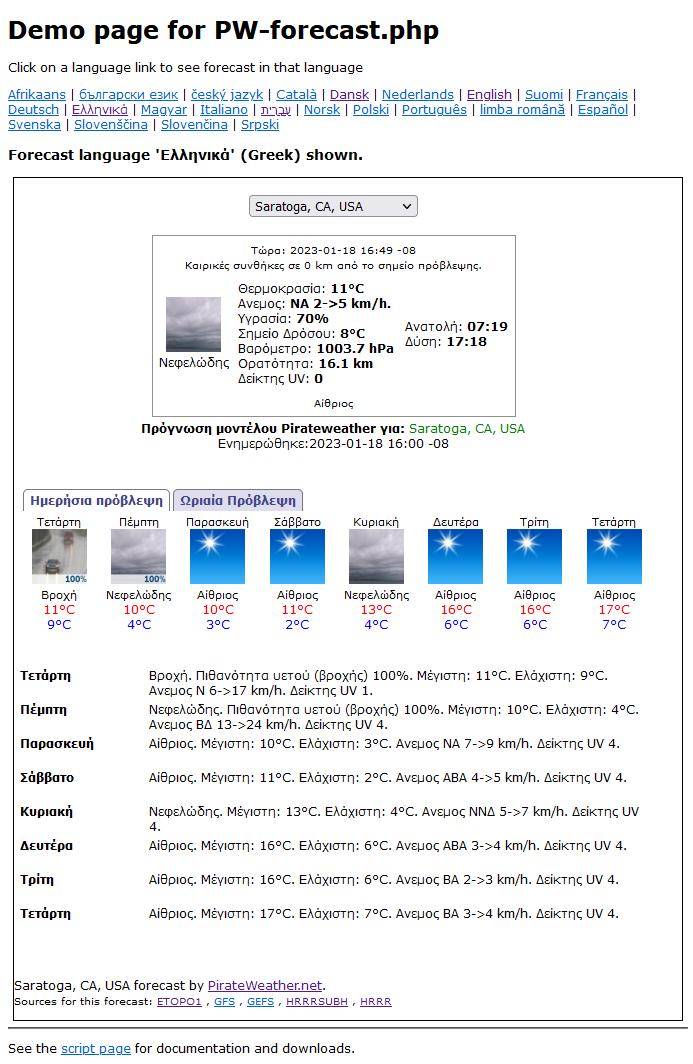 Demo page for PW-forecast.php
Click on a language link to see forecast in that language
Afrikaans | български език | český jazyk | Català | Dansk | Nederlands | English | Suomi | Français |
Deutsch | Ελληνικά | Magyar | Italiano | עִבְרִית | Norsk | Polski | Português | limba română | Español |
Svenska | Slovenščina | Slovenčina | Srpski
Forecast language 'Ελληνικά' (Greek) shown.
Saratoga, CA, USA
Τώρα: 2023-01-18 16:49 -08
Καιρικές συνθήκες σε 0 km από το σημείο πρόβλεψης.
Θερμοκρασία: 11°C
Ανεμος: ΝΑ 2->5 km/h.
Υγρασία: 70%
Σημείο Δρόσου: 8°C
Βαρόμετρο: 1003.7 hPa
Ορατότητα: 16.1 km
Δείκτης UV: 0
Νεφελώδης
Ανατολή: 07:19
Δύση: 17:18
Αίθριος
Πρόγνωση μοντέλου Pirateweather για: Saratoga, CA, USA
Ενημερώθηκε:2023-01-18 16:00 -08
Ημερήσια πρόβλεψη Ωριαία Πρόβλεψη
Τετάρτη Πέμπτη Παρασκευή Σάββατο Κυριακή Δευτέρα Τρίτη Τετάρτη
100% 100%
Βροχή Νεφελώδης Αίθριος Αίθριος Νεφελώδης Αίθριος Αίθριος Αίθριος
11°C 10°C 10°C 11°C 13°C 16°C 16°C 17°C
9°C 4°C 3°C 2°C 4°C 6°C 6°C 7°C
Τετάρτη Βροχή. Πιθανότητα υετού (βροχής) 100%. Μέγιστη: 11°C. Ελάχιστη: 9°C.
Ανεμος Ν 6->17 km/h. Δείκτης UV 1.
Πέμπτη Νεφελώδης. Πιθανότητα υετού (βροχής) 100%. Μέγιστη: 10°C. Ελάχιστη: 4°C.
Ανεμος ΒΔ 13->24 km/h. Δείκτης UV 4.
Παρασκευή Αίθριος. Μέγιστη: 10°C. Ελάχιστη: 3°C. Ανεμος ΝΑ 7->9 km/h. Δείκτης UV 4.
Σάββατο Αίθριος. Μέγιστη: 11°C. Ελάχιστη: 2°C. Ανεμος ΑΒΑ 4->5 km/h. Δείκτης UV 4.
Κυριακή Νεφελώδης. Μέγιστη: 13°C. Ελάχιστη: 4°C. Ανεμος ΝΝΔ 5->7 km/h. Δείκτης UV
4.
Δευτέρα Αίθριος. Μέγιστη: 16°C. Ελάχιστη: 6°C. Ανεμος ΑΒΑ 3->4 km/h. Δείκτης UV 4.
Τρίτη Αίθριος. Μέγιστη: 16°C. Ελάχιστη: 6°C. Ανεμος ΒΑ 2->3 km/h. Δείκτης UV 4.
Τετάρτη Αίθριος. Μέγιστη: 17°C. Ελάχιστη: 7°C. Ανεμος ΒΑ 3->4 km/h. Δείκτης UV 4.
Saratoga, CA, USA forecast by PirateWeather.net.
Sources for this forecast: ETOPO1 , GFS , GEFS , HRRRSUBH , HRRR
See the script page for documentation and downloads.